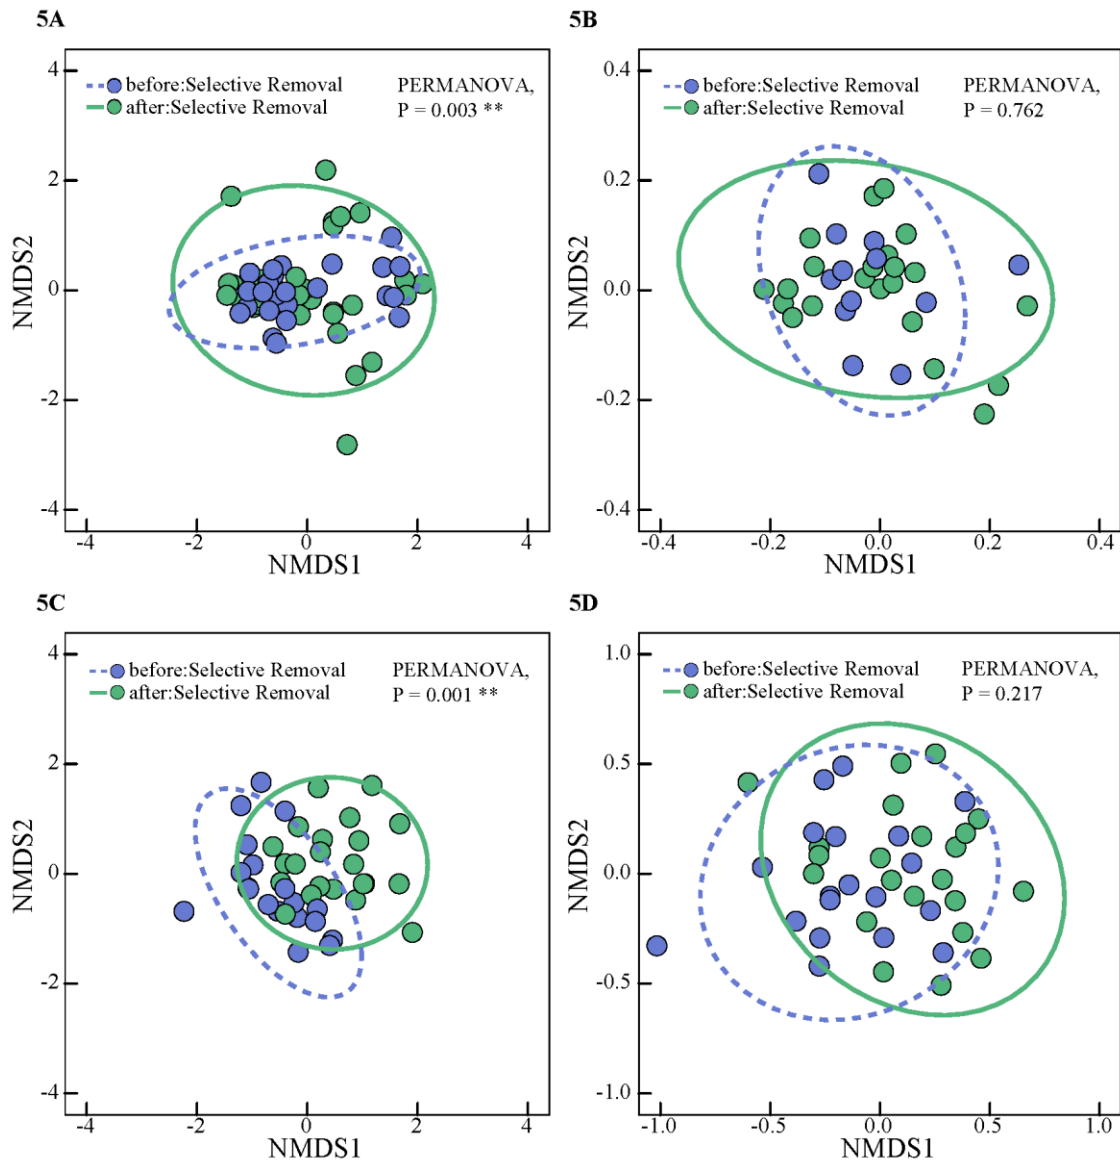 5A
before:Selective Removal
after:Selective Removal
PERMANOVA,
P = 0.003 **
4
2
0
-2
-4
NMDS2
-4
-2
0
2
4
NMDS1
5B
before:Selective Removal
after:Selective Removal
PERMANOVA,
P = 0.762
0.4
0.2
0.0
-0.2
-0.4
NMDS2
-0.4
-0.2
0.0
0.2
0.4
NMDS1
5C
before:Selective Removal
after:Selective Removal
PERMANOVA,
P = 0.001 **
4
2
0
-2
-4
NMDS2
-4
-2
0
2
4
NMDS1
5D
before:Selective Removal
after:Selective Removal
PERMANOVA,
P = 0.217
1.0
0.5
0.0
-0.5
-1.0
NMDS2
-1.0
-0.5
0.0
0.5
1.0
NMDS1